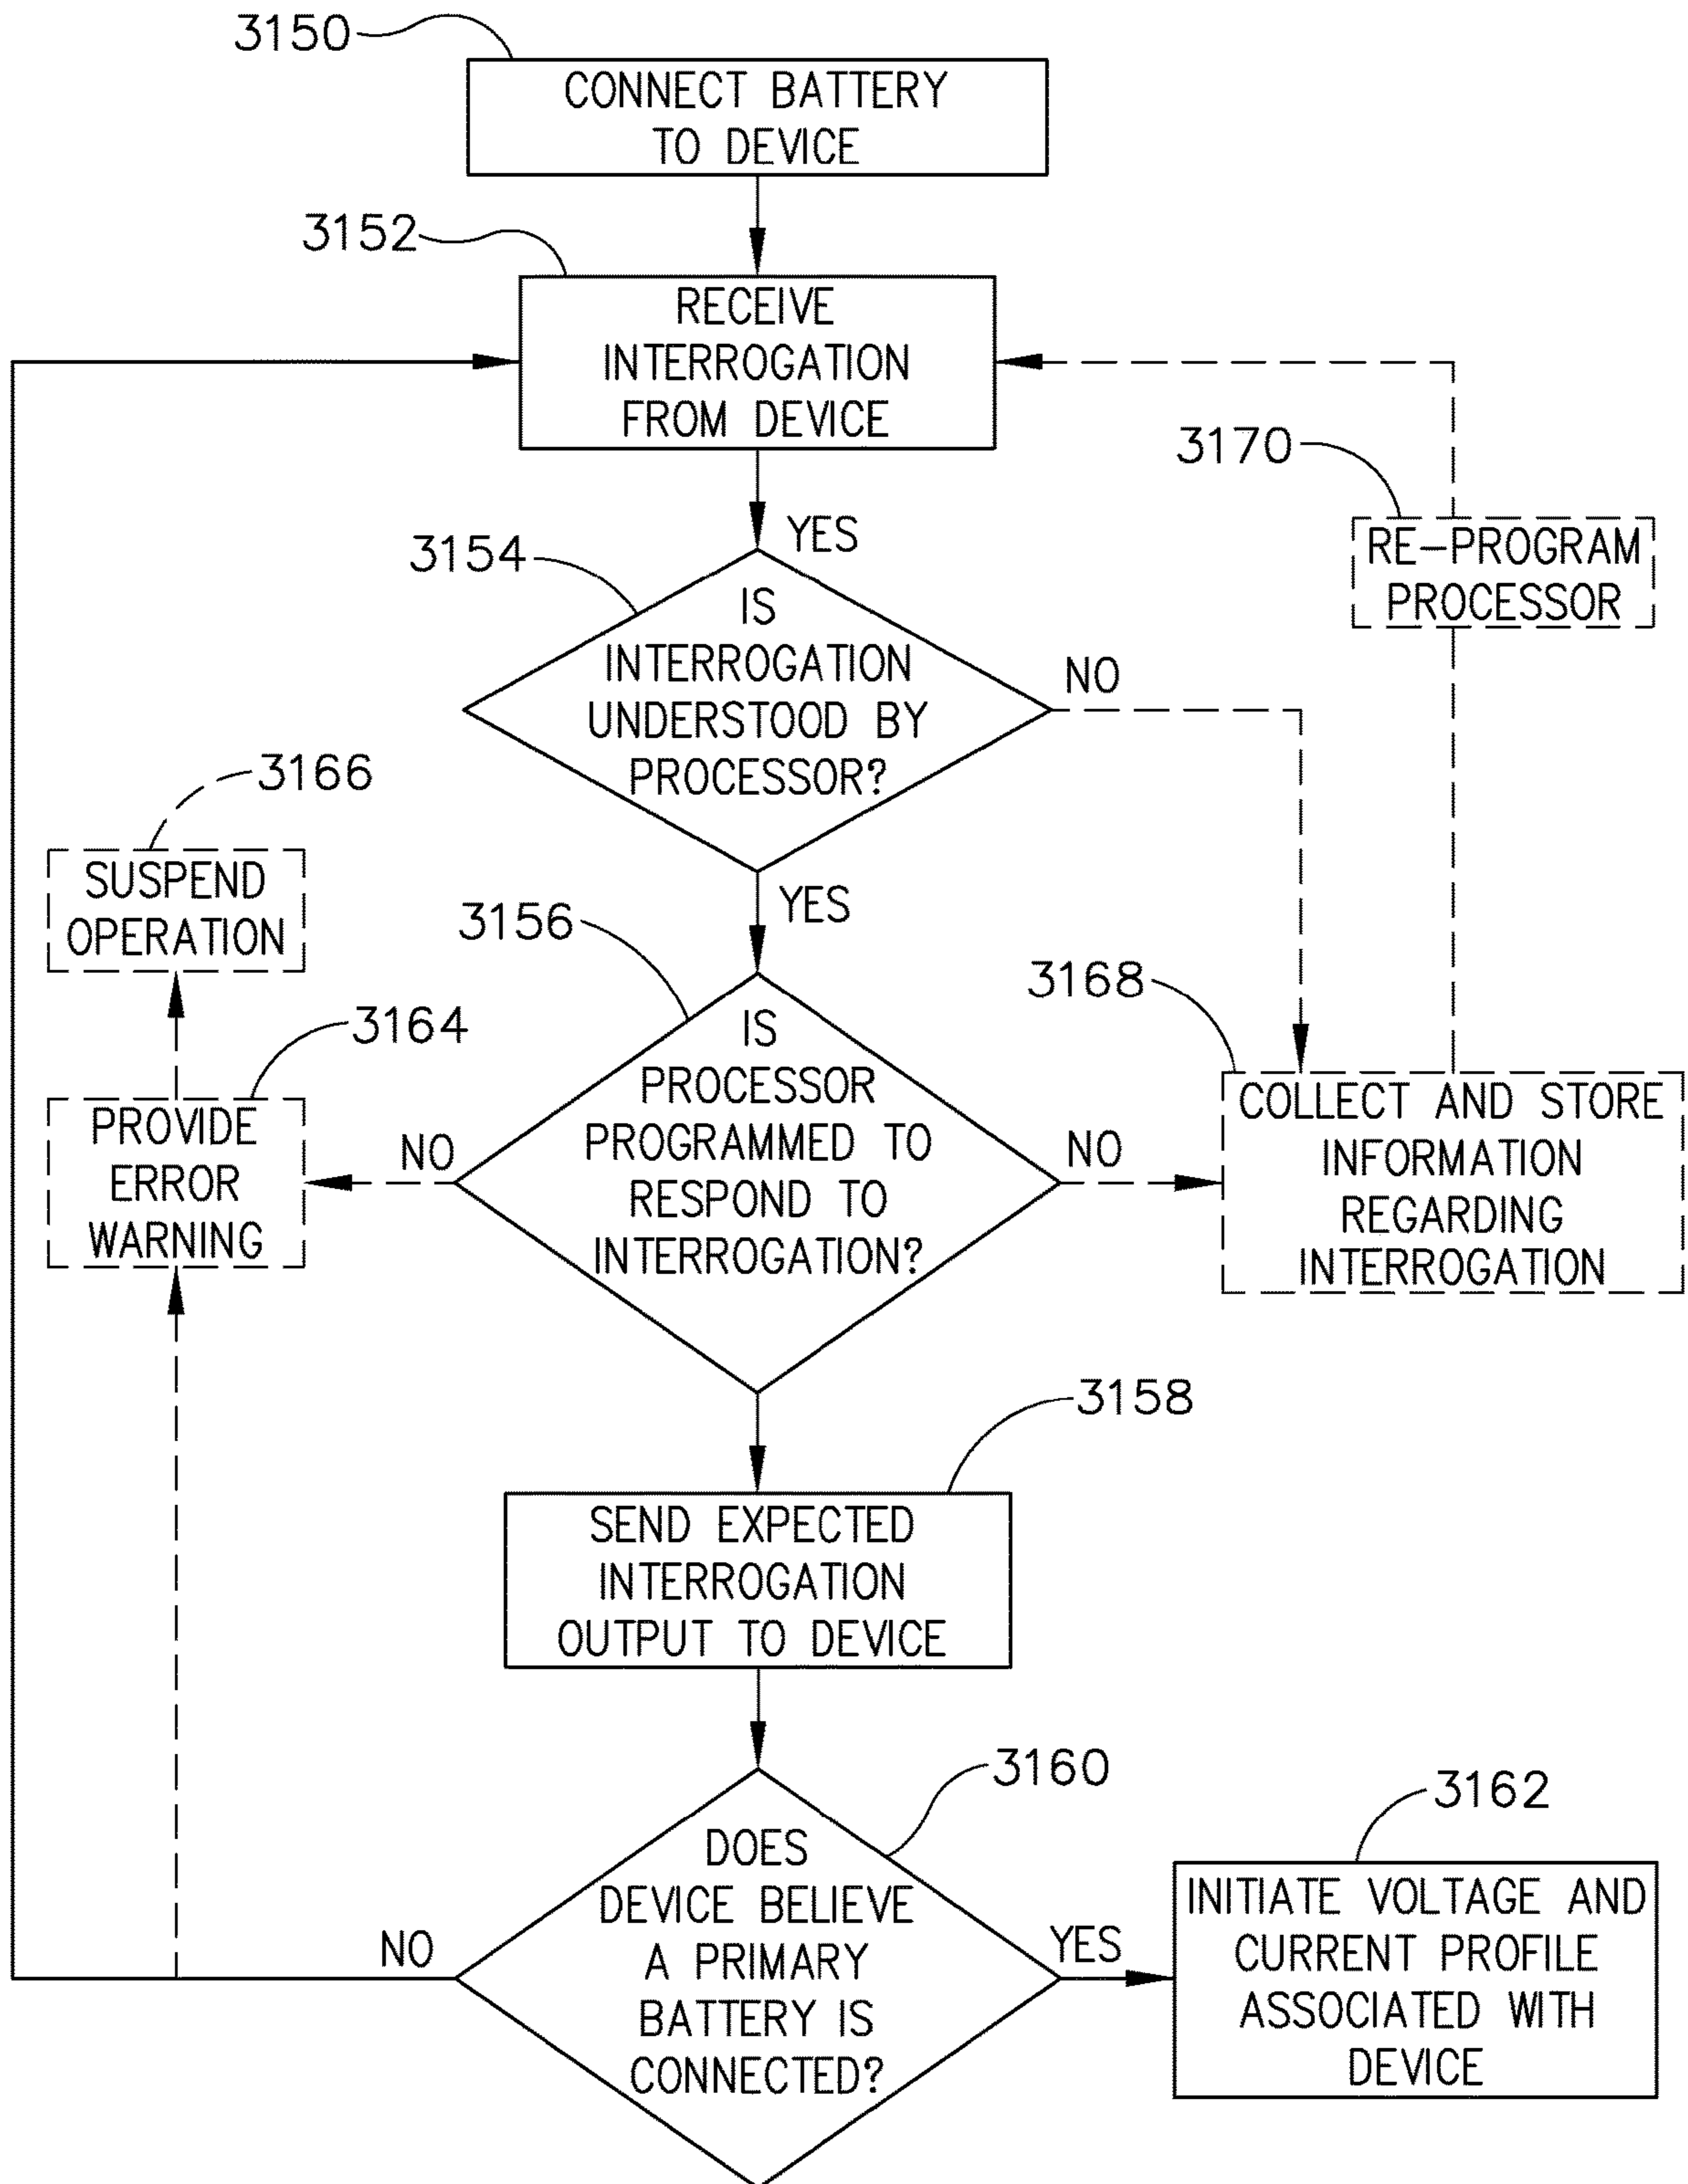 3150
CONNECT BATTERY
TO DEVICE
3152
RECEIVE
INTERROGATION
FROM DEVICE
3170
RE-PROGRAM
PROCESSOR
YES
3154
IS
INTERROGATION
UNDERSTOOD BY
PROCESSOR?
NO
3166
SUSPEND
OPERATION
YES
3156
IS
PROCESSOR
PROGRAMMED TO
RESPOND TO
INTERROGATION?
3164
PROVIDE
ERROR
WARNING
NO
NO
3168
COLLECT AND STORE
INFORMATION
REGARDING
INTERROGATION
3158
SEND EXPECTED
INTERROGATION
OUTPUT TO DEVICE
3160
DOES
DEVICE BELIEVE
A PRIMARY
BATTERY IS
CONNECTED?
NO
YES
3162
INITIATE VOLTAGE AND
CURRENT PROFILE
ASSOCIATED WITH
DEVICE